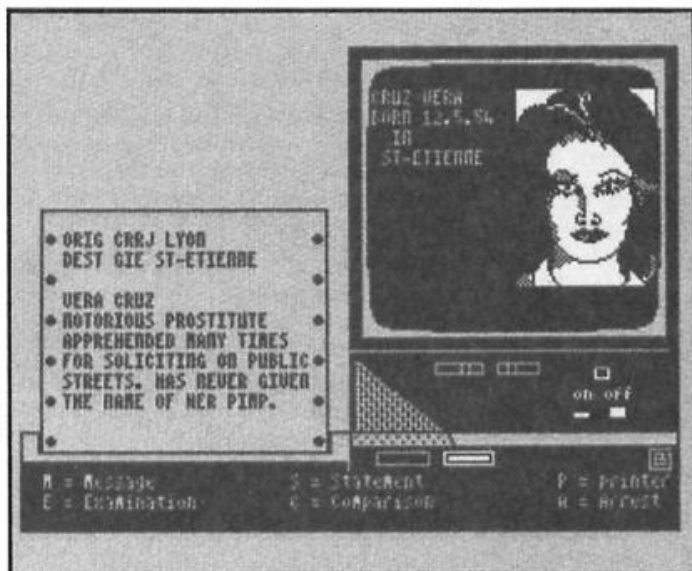 CRUZ VERA
BORN 12.5.54
IN
ST-ETIENNE
ORIG CRRJ LYON
DEST GIE ST-ETIENNE
VERA CRUZ
NOTORIOUS PROSTITUTE
APPREHENDED MANY TIMES
FOR SOLICITING ON PUBLIC
STREETS. HAS NEVER GIVEN
THE NAME OF HER PIMP.
on off
M = Message S = Statement P = printer
E = Examination C = Comparison A = Arrest